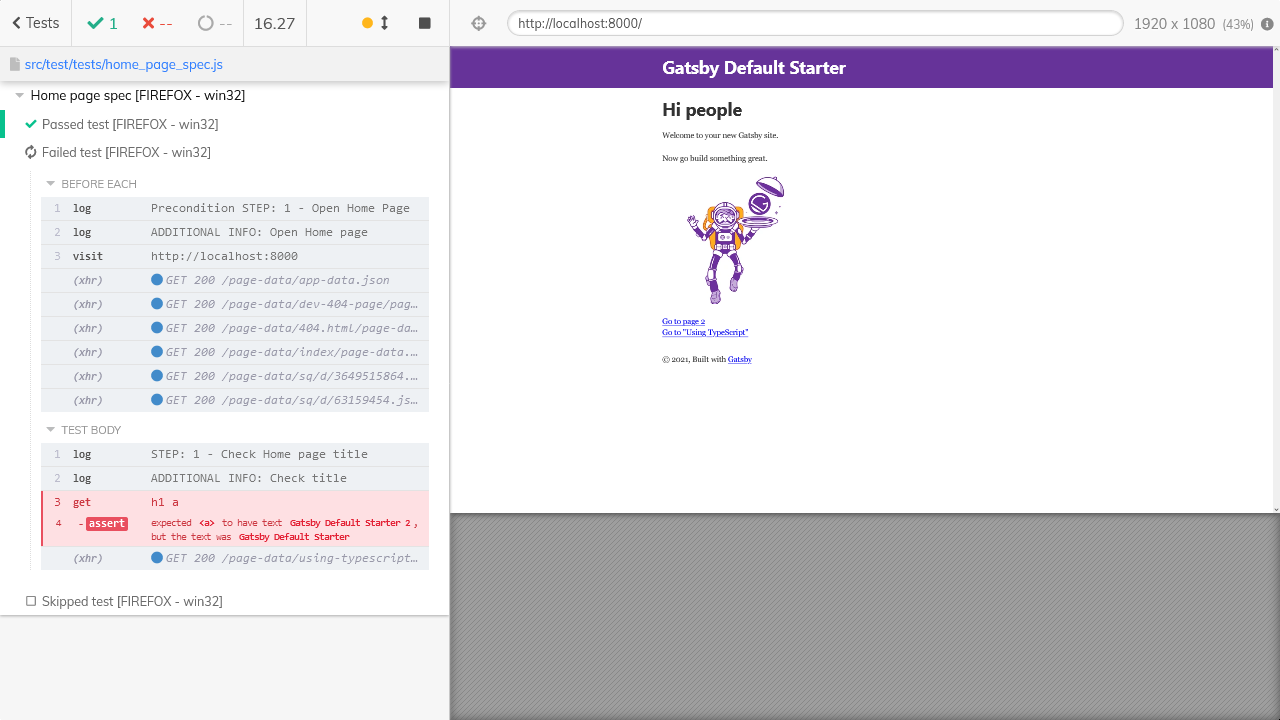 Tests 1 -- -- 16.27
http://localhost:8000/ 1920 x 1080 (43%)
src/test/tests/home_page_spec.js
Home page spec [FIREFOX - win32]
Passed test [FIREFOX - win32]
Failed test [FIREFOX - win32]
BEFORE EACH
1 log Precondition STEP: 1 - Open Home Page
log ADDITIONAL INFO: Open Home page
3 visit http://localhost:80
(xhr) GET 200 /page-data/app-data.json
(xhr) GET 200 /page-data/dev-404-page/pag…
(xhr) GET 200 /page-data/404.html/page-da…
(xhr) GET 200 /page-data/index/page-data.…
(xhr) GET 200 /page-data/sq/d/3649515864.…
(xhr) GET 200 /page-data/sq/d/63159454.js…
TEST BODY
1 log STEP: 1 - Check Home page title
2 log ADDITIONAL INFO: Check title
3 get h1 a
4 - assert expected <a> to have text Gatsby Default Starter 2 ,
but the text was Gatsby Default Starter
(xhr) GET 200 /page-data/using-typescript…
Skipped test [FIREFOX - win32]
Gatsby Default Starter
Hi people
Welcome to your new Gatsby site.
Now go build something great.
G
Go to page 2
Go to "Using TypeScript"
© 2021, Built with Gatsby